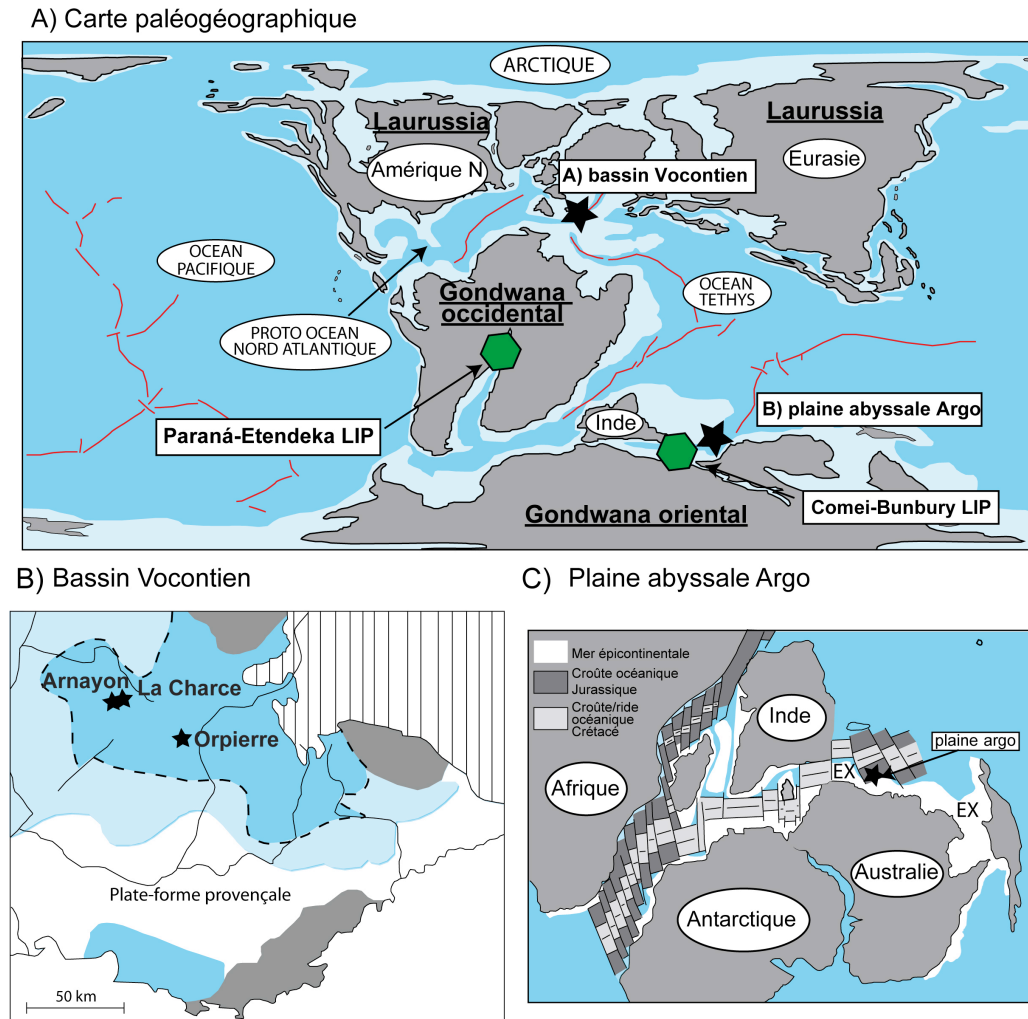 A) Carte paléogéographique
ARCTIQUE
Laurussia
Laurussia
Amérique N
Eurasie
A) bassin Vocontien
OCEAN
PACIFIQUE
OCEAN
TETHYS
Gondwana
occidental
PROTO OCEAN
NORD ATLANTIQUE
Paraná-Etendeka LIP
Inde
B) plaine abyssale Argo
Comei-Bunbury LIP
Gondwana oriental
B) Bassin Vocontien
Arnayon
La Charce
Orpierre
Plate-forme provençale
50 km
C) Plaine abyssale Argo
Mer épicontinentale
Croûte océanique
Jurassique
Croûte/ride
océanique
Crétacé
Inde
plaine argo
Afrique
EX
EX
Australie
Antarctique